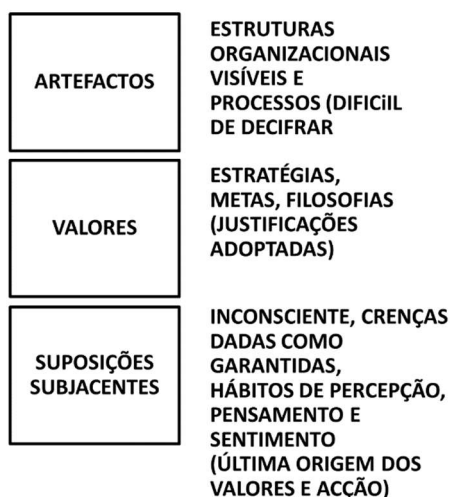 ARTEFACTOS
ESTRUTURAS
ORGANIZACIONAIS
VISÍVEIS E
PROCESSOS (DIFICiIL
DE DECIFRAR
VALORES
ESTRATÉGIAS,
METAS, FILOSOFIAS
(JUSTIFICAÇÕES
ADOPTADAS)
SUPOSIÇÕES
SUBJACENTES
INCONSCIENTE, CRENÇAS
DADAS COMO
GARANTIDAS,
HÁBITOS DE PERCEPÇÃO,
PENSAMENTO E
SENTIMENTO
(ÚLTIMA ORIGEM DOS
VALORES E ACÇÃO)